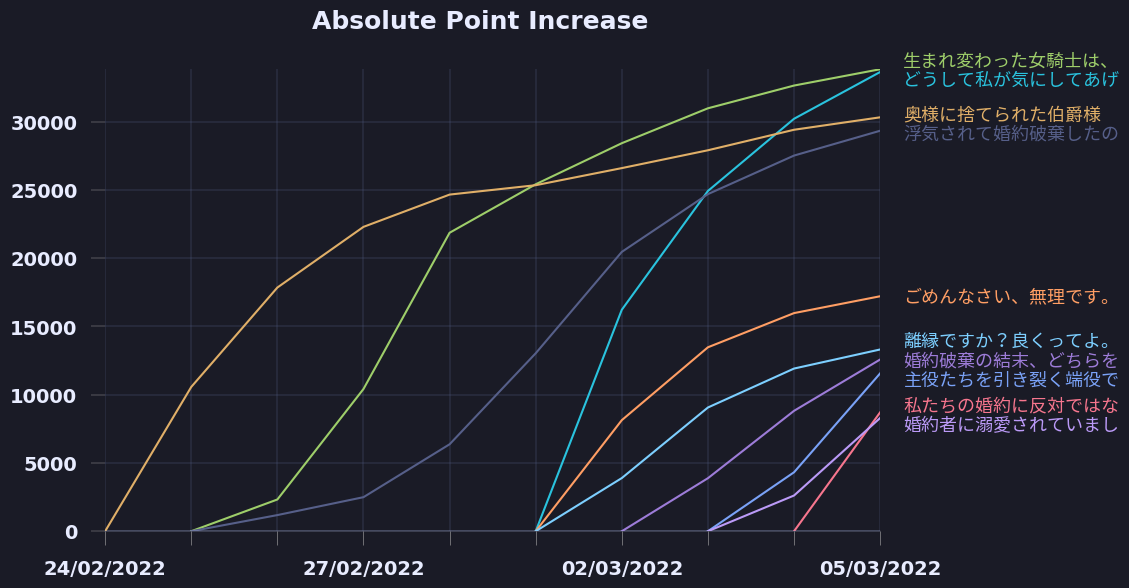 Absolute Point Increase
生まれ変わった女騎士は、
どうして私が気にしてあげ
奥様に捨てられた伯爵様
浮気されて婚約破棄したの
ごめんなさい、無理です。
離縁ですか？良くってよ。
婚約破棄の結末、どちらを
主役たちを引き裂く端役で
私たちの婚約に反対ではな
婚約者に溺愛されていまし
30000
25000
20000
15000
10000
5000
0
24/02/2022
27/02/2022
02/03/2022
05/03/2022